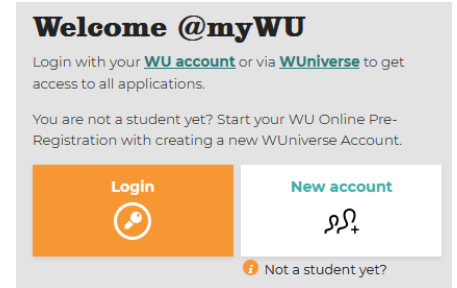 Welcome @myWU
Login with your WU account or via WUniverse to get
access to all applications.
You are not a student yet? Start your WU Online Pre-
Registration with creating a new WUniverse Account.
Login
New account
Not a student yet?